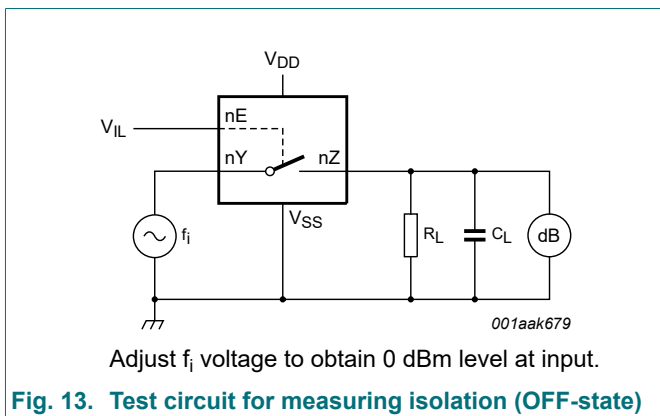 VDD
nE
VIL
nY
nZ
VSS
fi
RL
CL
dB
001aak679
Adjust fi voltage to obtain 0 dBm level at input.
Fig. 13. Test circuit for measuring isolation (OFF-state)